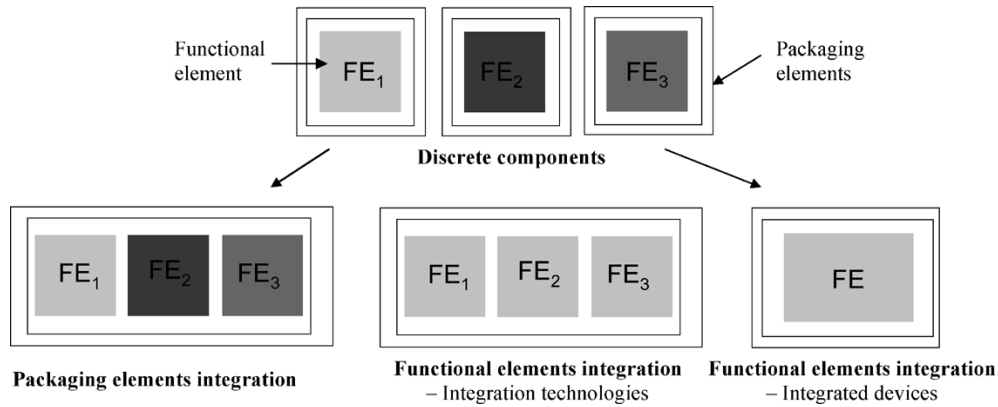 Functional
element
FE₁
FE₂
FE₃
Packaging
elements
Discrete components
FE₁
FE₂
FE₃
FE₁
FE₂
FE₃
FE
Packaging elements integration
Functional elements integration
– Integration technologies
Functional elements integration
– Integrated devices